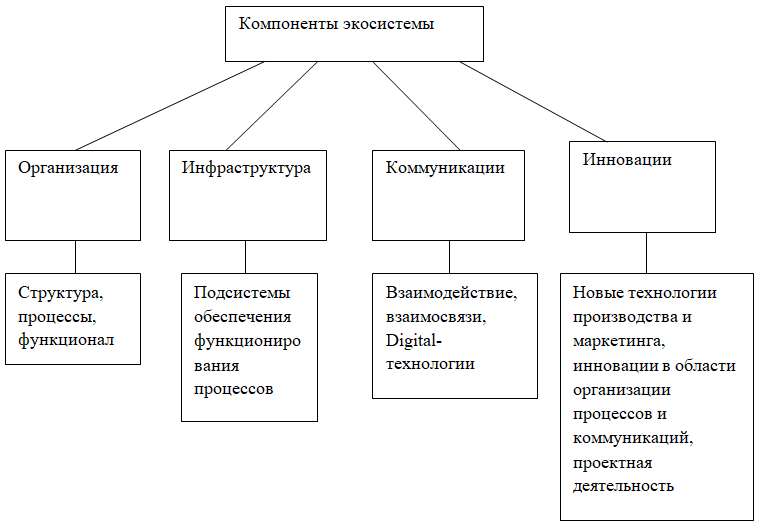 Компоненты экосистемы
Организация
Инфраструктура
Коммуникации
Инновации
Структура,
процессы,
функционал
Подсистемы
обеспечения
функциониро
вания
процессов
Взаимодействие,
взаимосвязи,
Digital-
технологии
Новые технологии
производства и
маркетинга,
инновации в области
организации
процессов и
коммуникаций,
проектная
деятельность